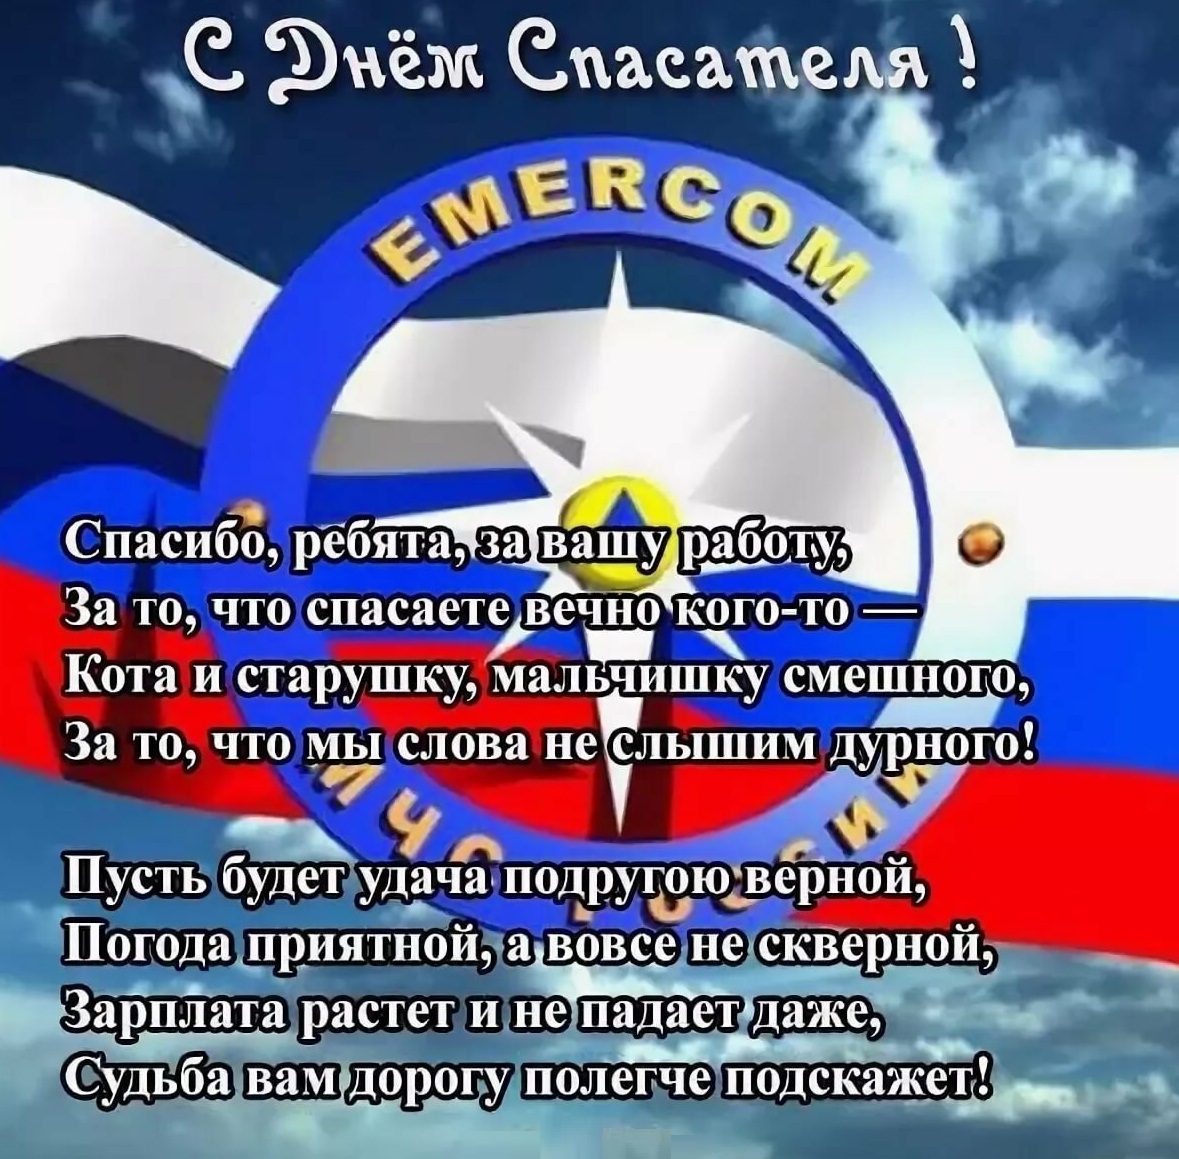 С Днём Спасателя !
EMERCOM
Спасибо, ребята, за вашу работу,
За то, что спасаете вечно кого-то —
Кота и старушку, мальчишку смешного,
За то, что мы слова не слышим дурного!
МЧС РОССИИ
Пусть будет удача подругою верной,
Погода приятной, а вовсе не скверной,
Зарплата растет и не падает даже,
Судьба вам дорогу полегче подскажет!